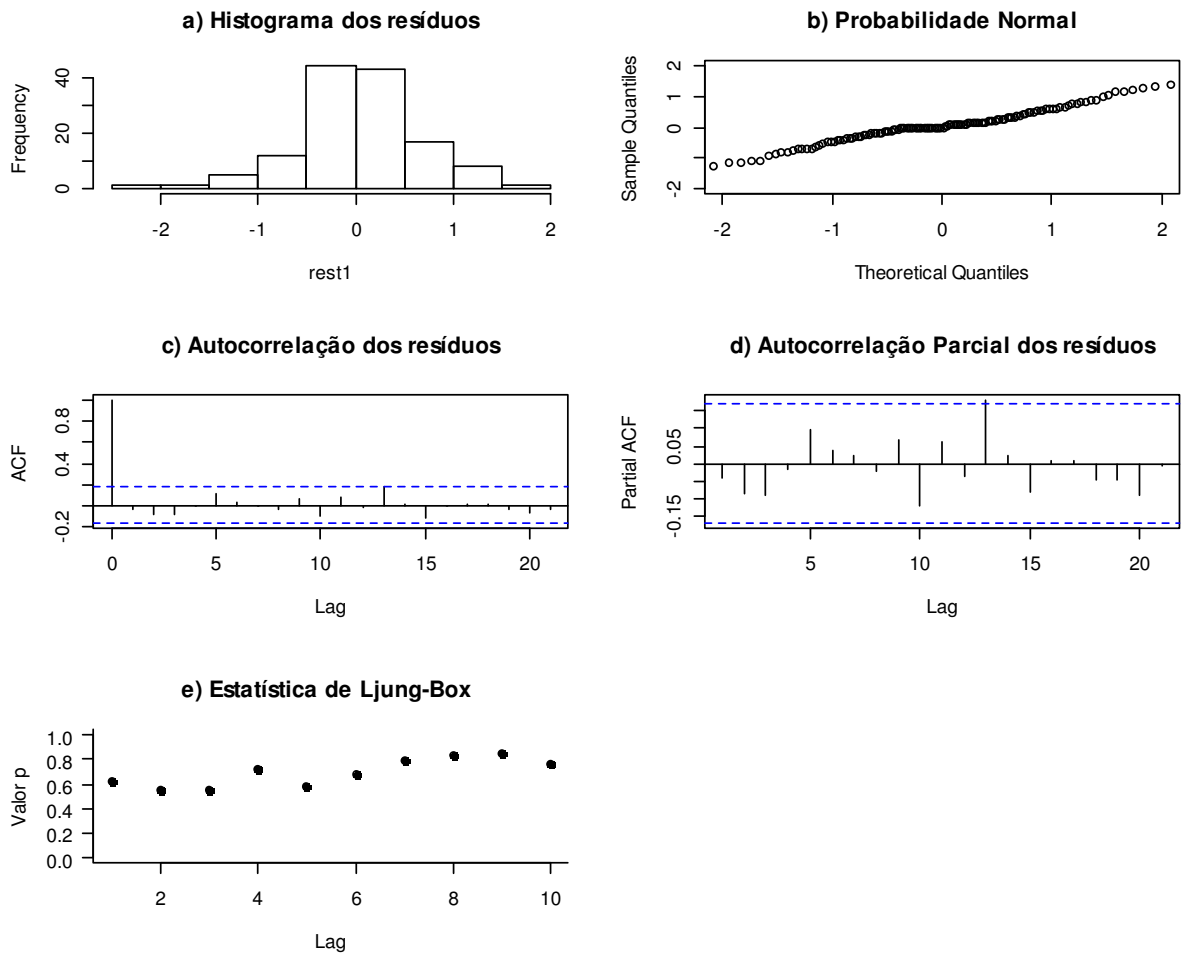 a) Histograma dos resíduos
Frequency
0 20 40
-2 -1 0 1 2
rest1
b) Probabilidade Normal
Sample Quantiles
-2 0 1 2
-2 -1 0 1 2
Theoretical Quantiles
c) Autocorrelação dos resíduos
ACF
-0.2 0.4 0.8
0 5 10 15 20
Lag
d) Autocorrelação Parcial dos resíduos
Partial ACF
-0.15 0.05
5 10 15 20
Lag
e) Estatística de Ljung-Box
Valor p
0.0 0.2 0.4 0.6 0.8 1.0
2 4 6 8 10
Lag